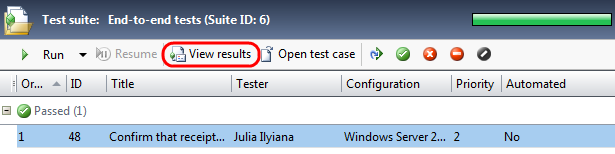 Test suite: End-to-end tests (Suite ID: 6)
Run Resume View results Open test case
Or... ID Title Tester Configuration Priority Automated
Passed (1)
1 48 Confirm that receipt... Julia Ilyiana Windows Server 2... 2 No